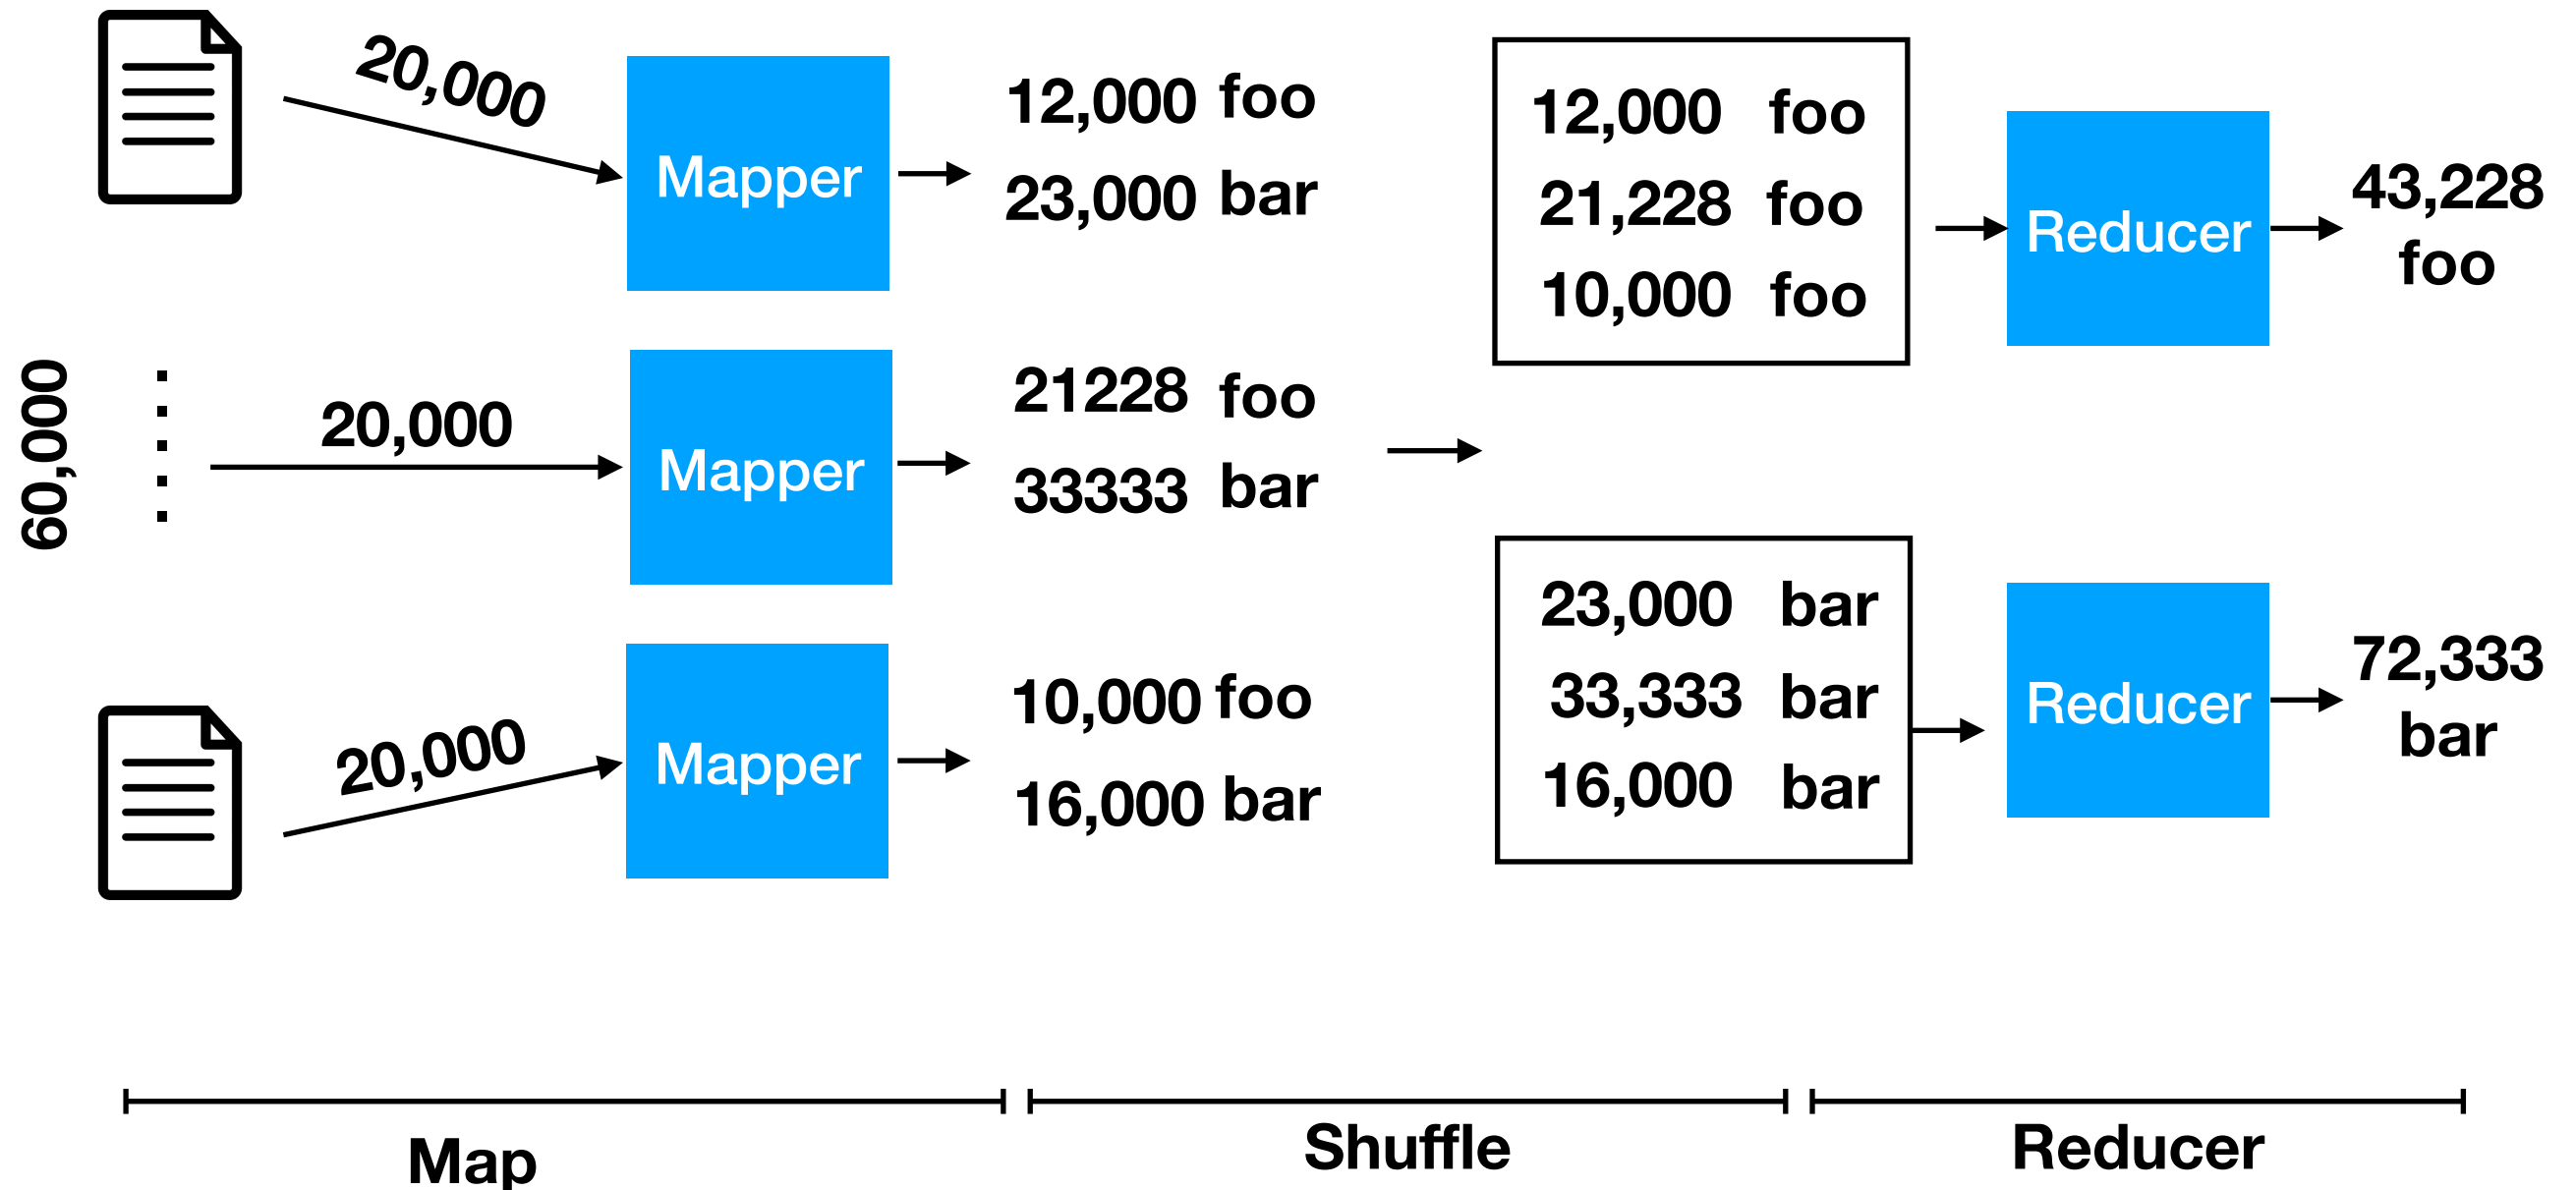 60,000
20,000
20,000
20,000
Mapper
Mapper
Mapper
12,000 foo
23,000 bar
21228 foo
33333 bar
10,000 foo
16,000 bar
12,000 foo
21,228 foo
10,000 foo
23,000 bar
33,333 bar
16,000 bar
Reducer
Reducer
43,228
foo
72,333
bar
Map
Shuffle
Reducer